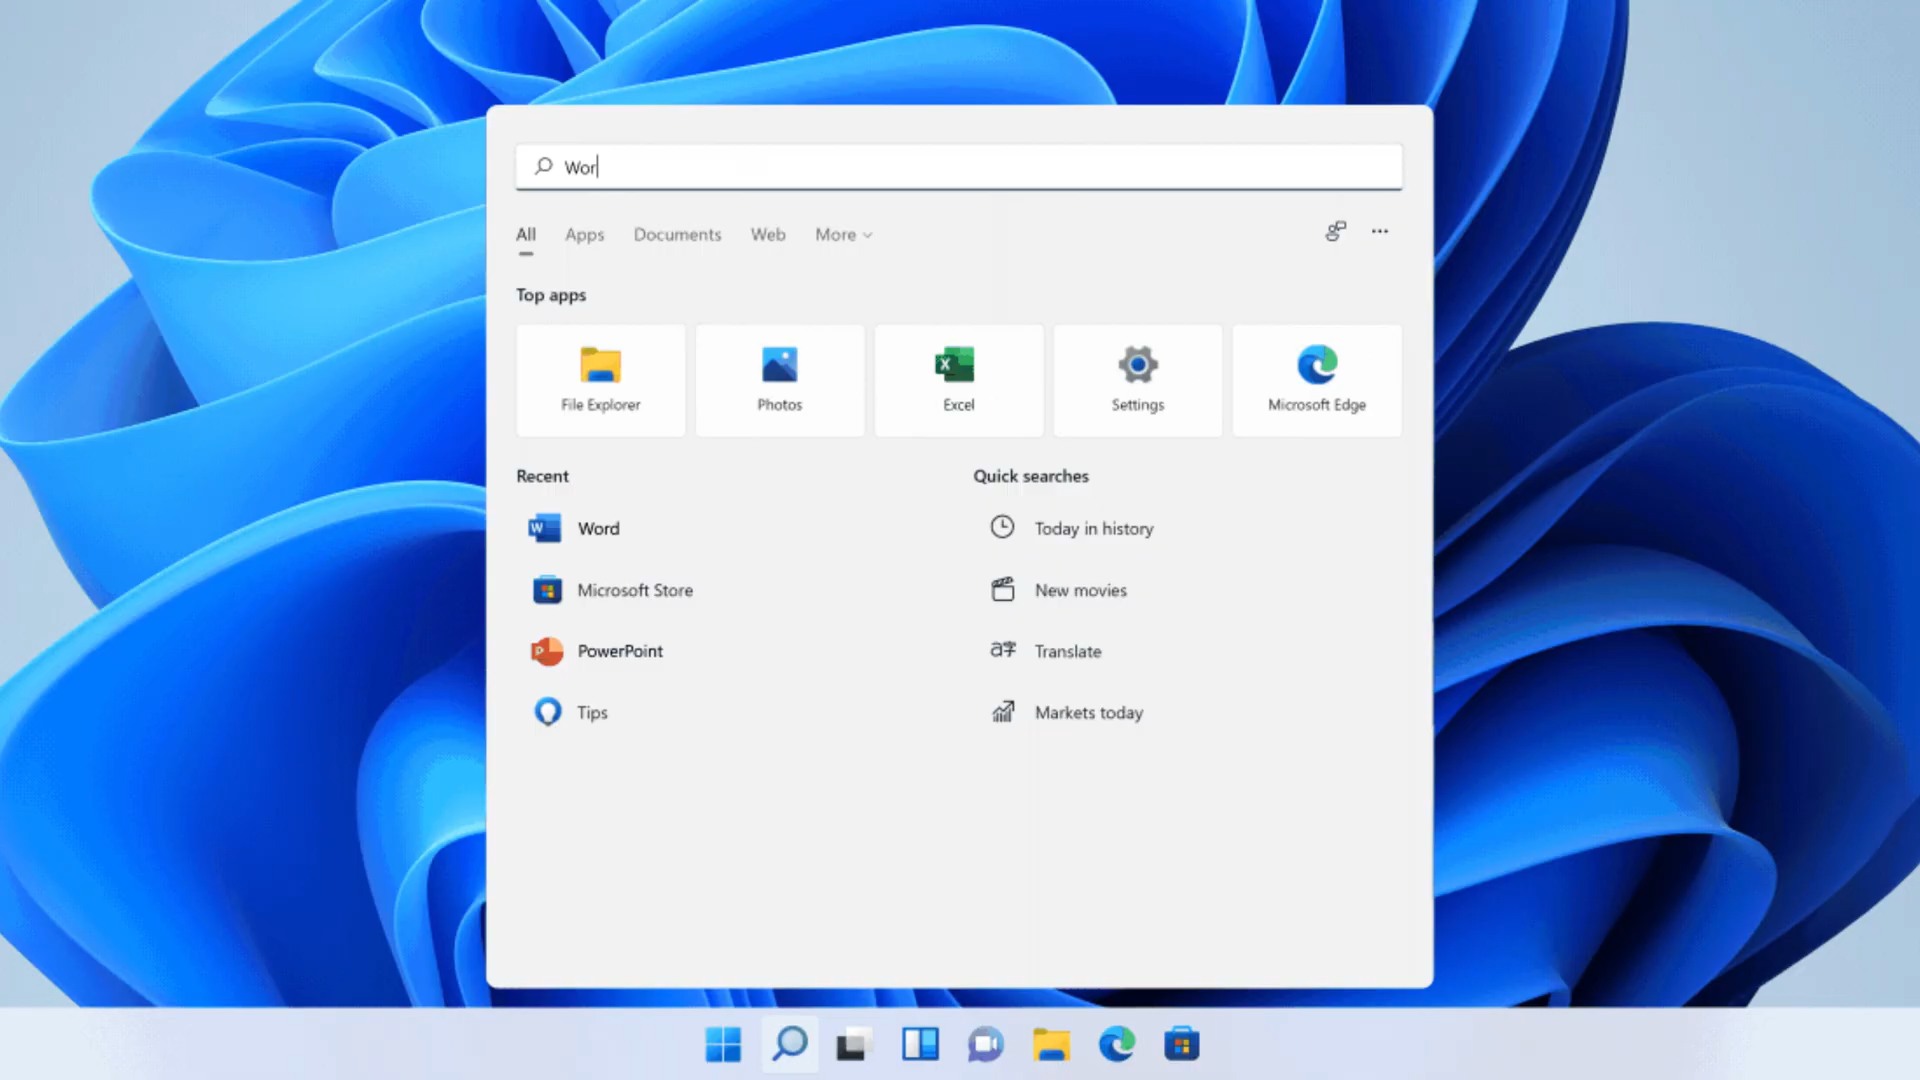 Wor
All Apps Documents Web More
Top apps
File Explorer Photos Excel Settings Microsoft Edge
Recent Quick searches
Word Today in history
Microsoft Store New movies
PowerPoint Translate
Tips Markets today